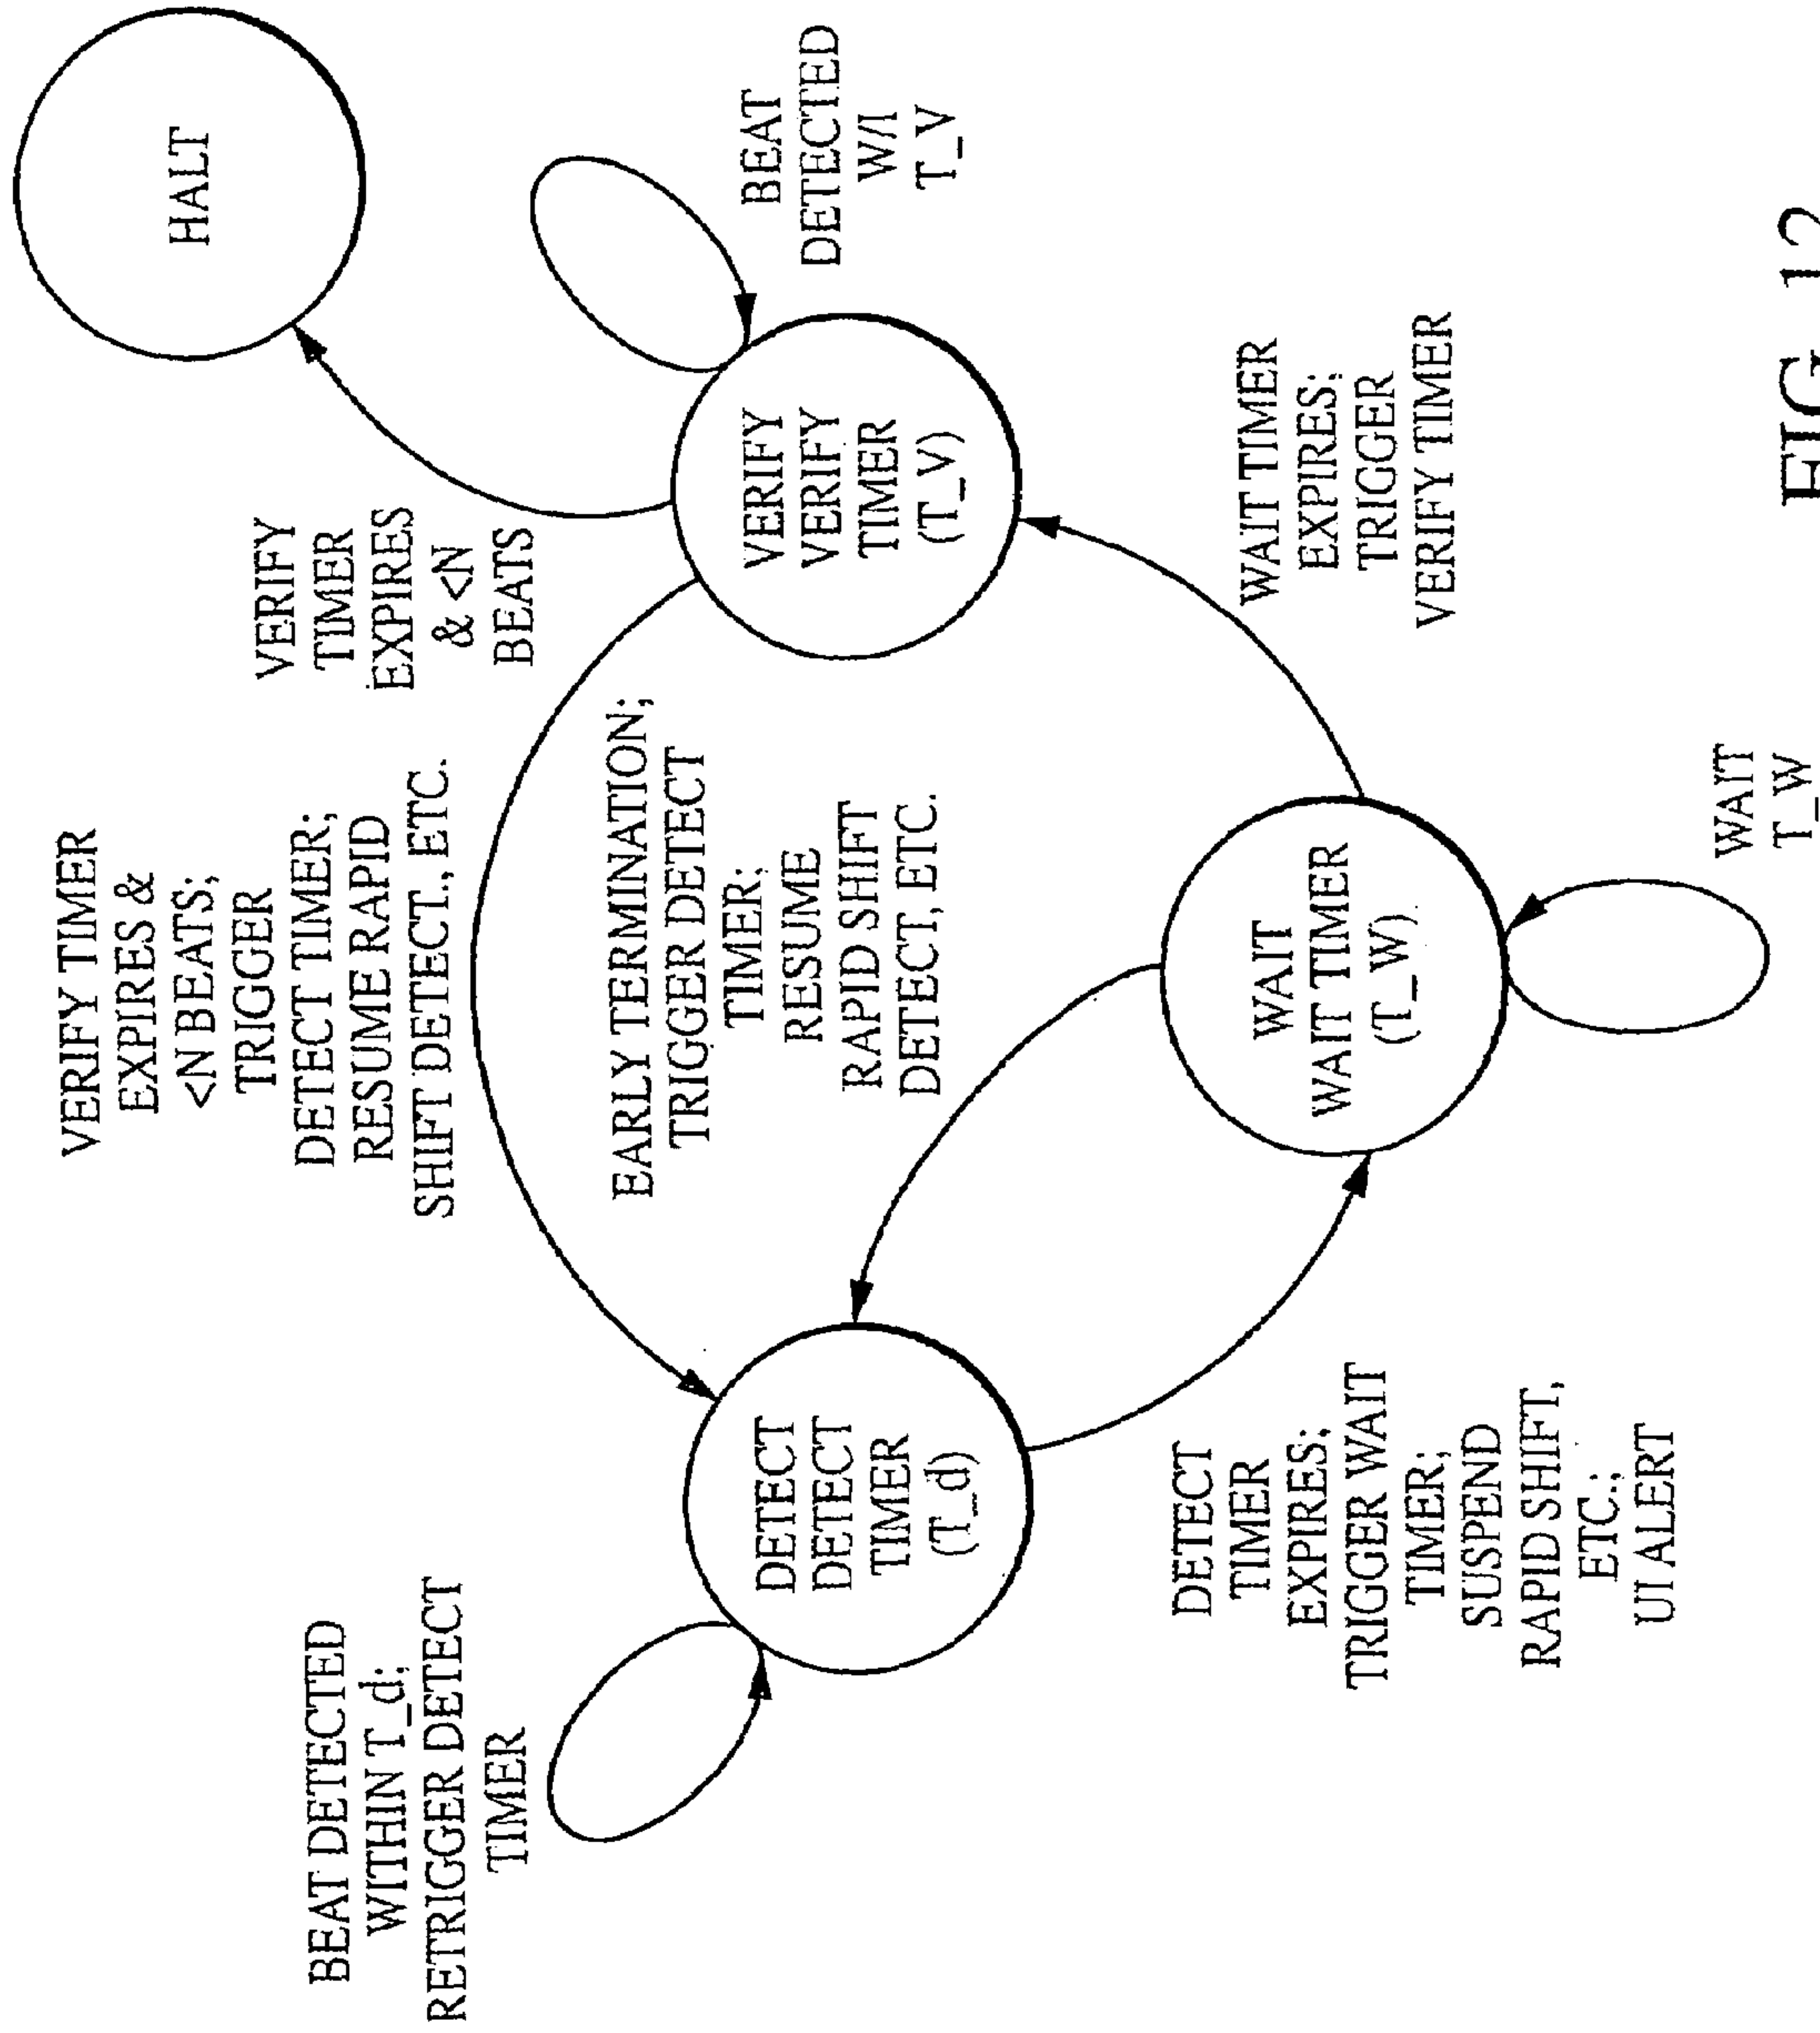 BEAT DETECTED
WITHIN T_d;
RETRIGGER DETECT
TIMER
VERIFY TIMER
EXPIRES &
<N BEATS;
TRIGGER
DETECT TIMER;
RESUME RAPID
SHIFT DETECT., ETC.
VERIFY
TIMER
EXPIRES
& <N
BEATS
HALT
EARLY TERMINATION;
TRIGGER DETECT
TIMER;
RESUME
RAPID SHIFT
DETECT, ETC.
DETECT
DETECT
TIMER
(T_d)
VERIFY
VERIFY
TIMER
(T_V)
BEAT
DETECTED
W/I
T_V
DETECT
TIMER
EXPIRES;
TRIGGER WAIT
TIMER;
SUSPEND
RAPID SHIFT,
ETC.;
UI ALERT
WAIT
WAIT TIMER
(T_W)
WAIT TIMER
EXPIRES;
TRIGGER
VERIFY TIMER
WAIT
T_W
FIG. 12